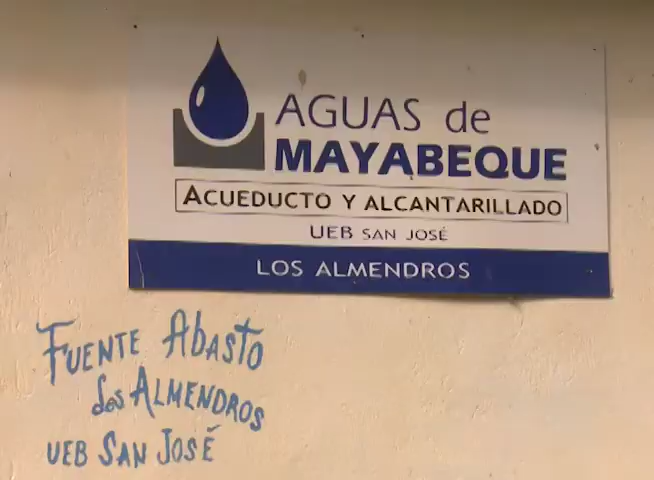 AGUAS de
MAYABEQUE
ACUEDUCTO Y ALCANTARILLADO
UEB SAN JOSÉ
LOS ALMENDROS
FUENTE AbASTO
Los ALMENDROS
UEB SAN JOSÉ